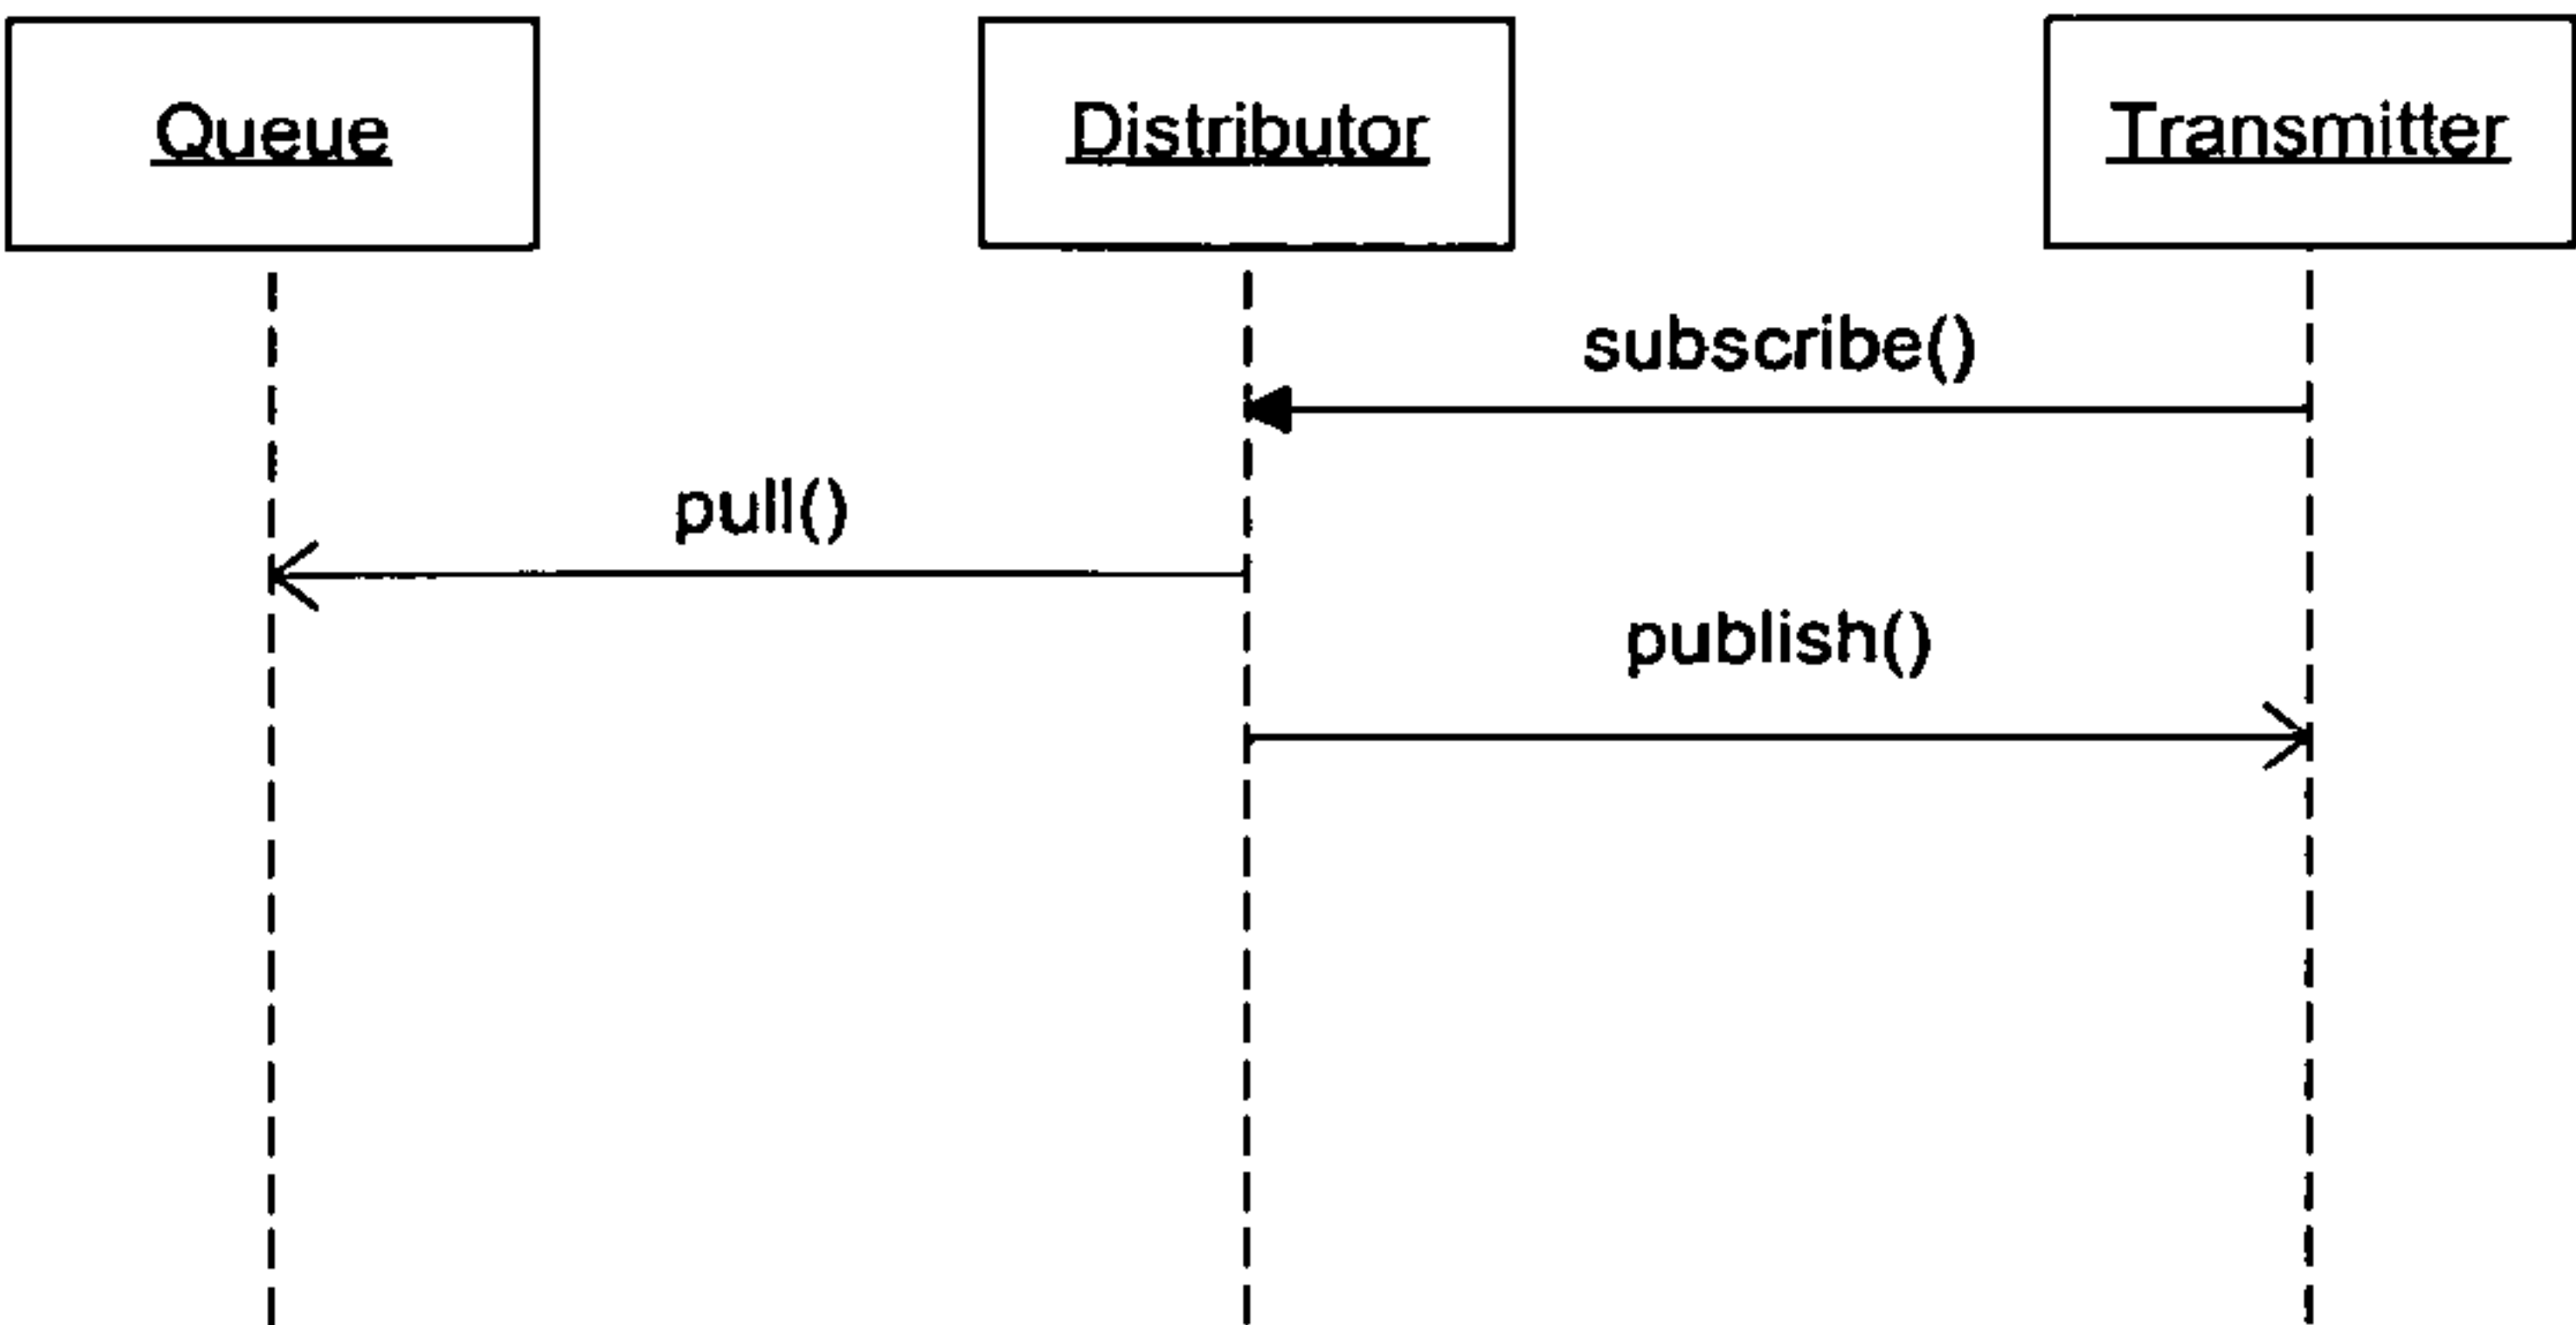 Queue
Distributor
Transmitter
subscribe()
pull()
publish()